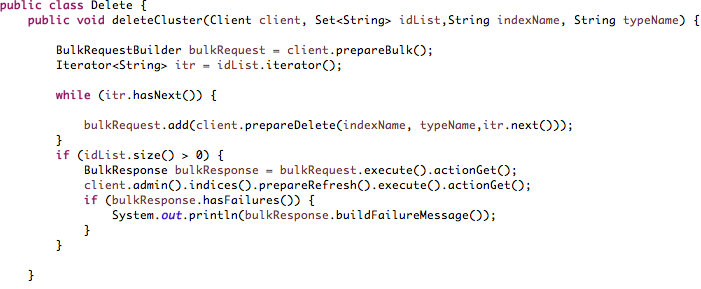 public class Delete {
    public void deleteCluster(Client client, Set<String> idList,String indexName, String typeName) {
        BulkRequestBuilder bulkRequest = client.prepareBulk();
        Iterator<String> itr = idList.iterator();
        while (itr.hasNext()) {
            bulkRequest.add(client.prepareDelete(indexName, typeName,itr.next()));
        }
        if (idList.size() > 0) {
            BulkResponse bulkResponse = bulkRequest.execute().actionGet();
            client.admin().indices().prepareRefresh().execute().actionGet();
            if (bulkResponse.hasFailures()) {
                System.out.println(bulkResponse.buildFailureMessage());
            }
        }
    }